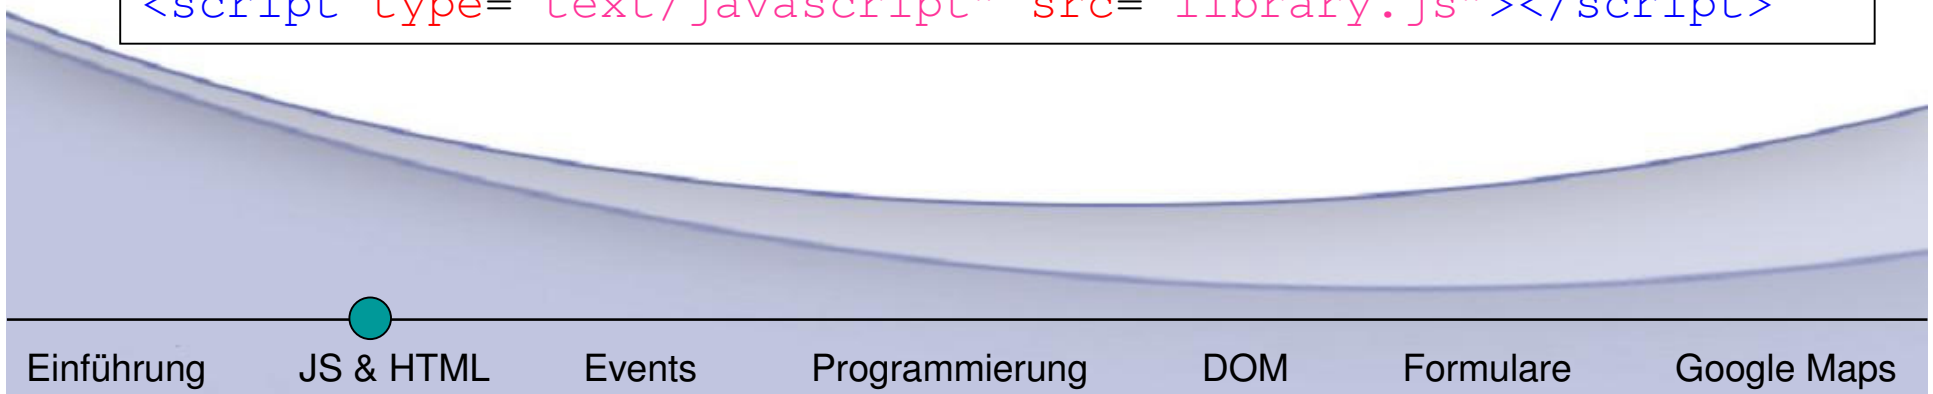 <script type="text/javascript" src="library.js"></script>
Einführung JS & HTML Events Programmierung DOM Formulare Google Maps